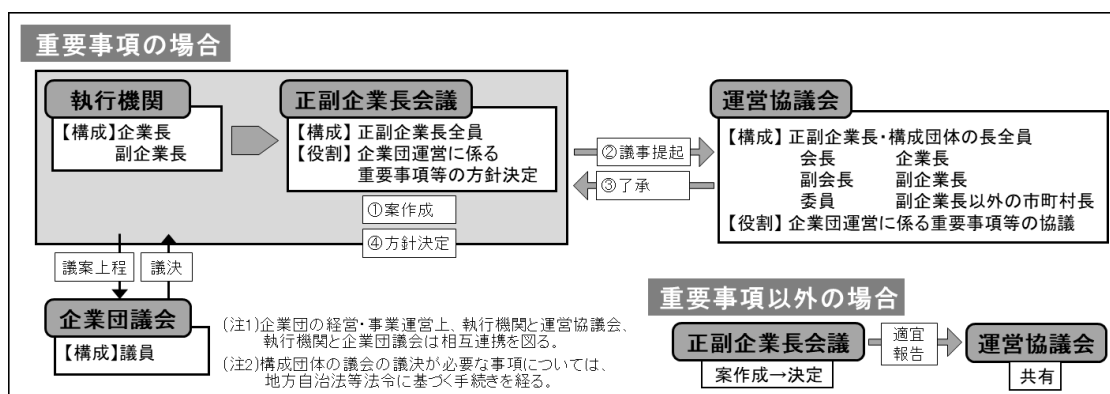 重要事項の場合
執行機関
【構成】企業長
副企業長
正副企業長会議
【構成】正副企業長全員
【役割】企業団運営に係る
重要事項等の方針決定
①案作成
④方針決定
②議事提起
③了承
運営協議会
【構成】正副企業長・構成団体の長全員
会長 企業長
副会長 副企業長
委員 副企業長以外の市町村長
【役割】企業団運営に係る重要事項等の協議
議案上程
議決
企業団議会
【構成】議員
(注1)企業団の経営・事業運営上、執行機関と運営協議会、
執行機関と企業団議会は相互連携を図る。
(注2)構成団体の議会の議決が必要な事項については、
地方自治法等法令に基づく手続きを経る。
重要事項以外の場合
正副企業長会議
案作成→決定
適宜
報告
運営協議会
共有